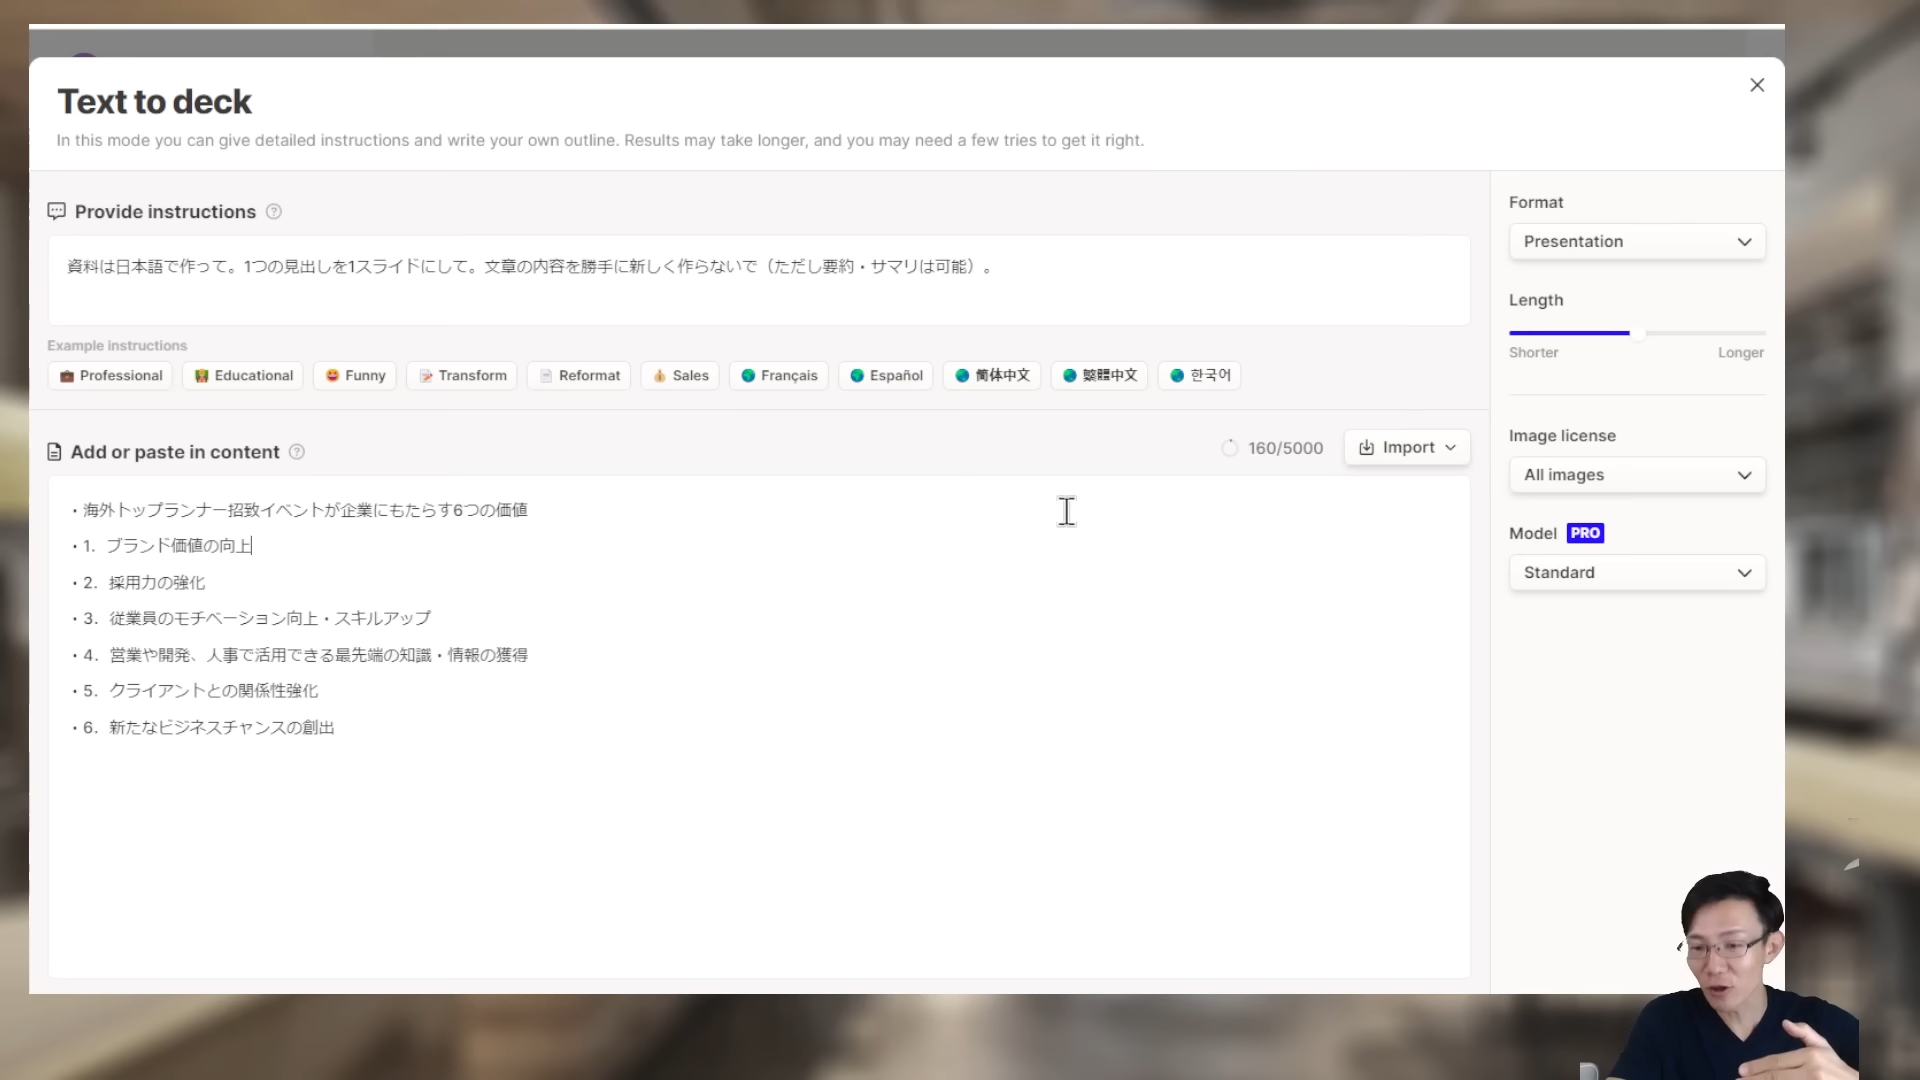 Text to deck
In this mode you can give detailed instructions and write your own outline. Results may take longer, and you may need a few tries to get it right.
Provide instructions
資料は日本語で作って。1つの見出しを1スライドにして。文章の内容を勝手に新しく作らないで（ただし要約・サマリは可能）。
Example instructions
Professional Educational Funny Transform Reformat Sales Français Español 简体中文 繁體中文 한국어
Add or paste in content
160/5000
Import
・海外トップランナー招致イベントが企業にもたらす6つの価値
・1. ブランド価値の向上
・2. 採用力の強化
・3. 従業員のモチベーション向上・スキルアップ
・4. 営業や開発、人事で活用できる最先端の知識・情報の獲得
・5. クライアントとの関係性強化
・6. 新たなビジネスチャンスの創出
Format
Presentation
Length
Shorter Longer
Image license
All images
Model PRO
Standard